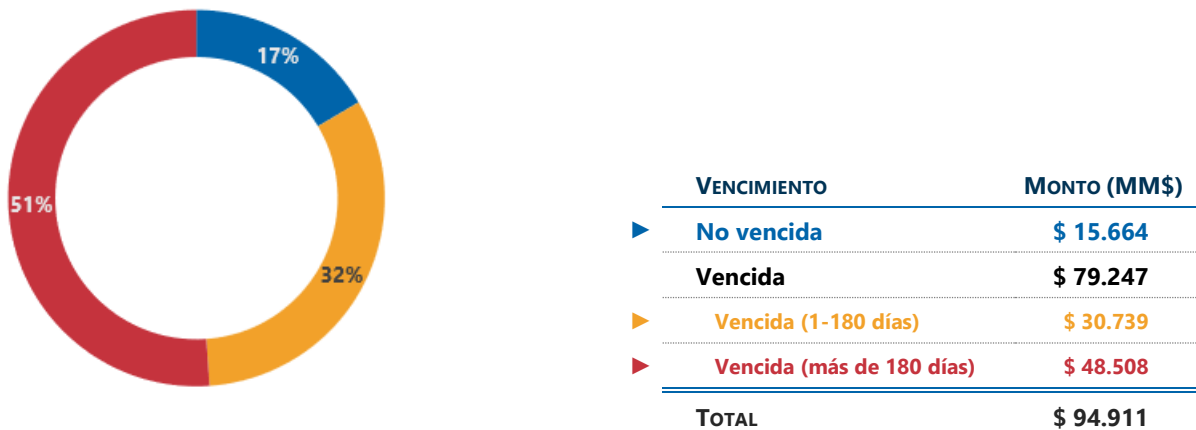 17%
51%
32%
VENCIMIENTO MONTO (MM$)
► No vencida $ 15.664
Vencida $ 79.247
► Vencida (1-180 días) $ 30.739
► Vencida (más de 180 días) $ 48.508
TOTAL $ 94.911